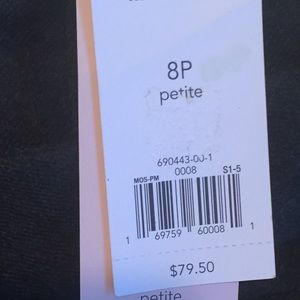 8P
petite
690443-00-1
0008
MOS-PM S1-5
1 69759 60008 1
$79.50
petite